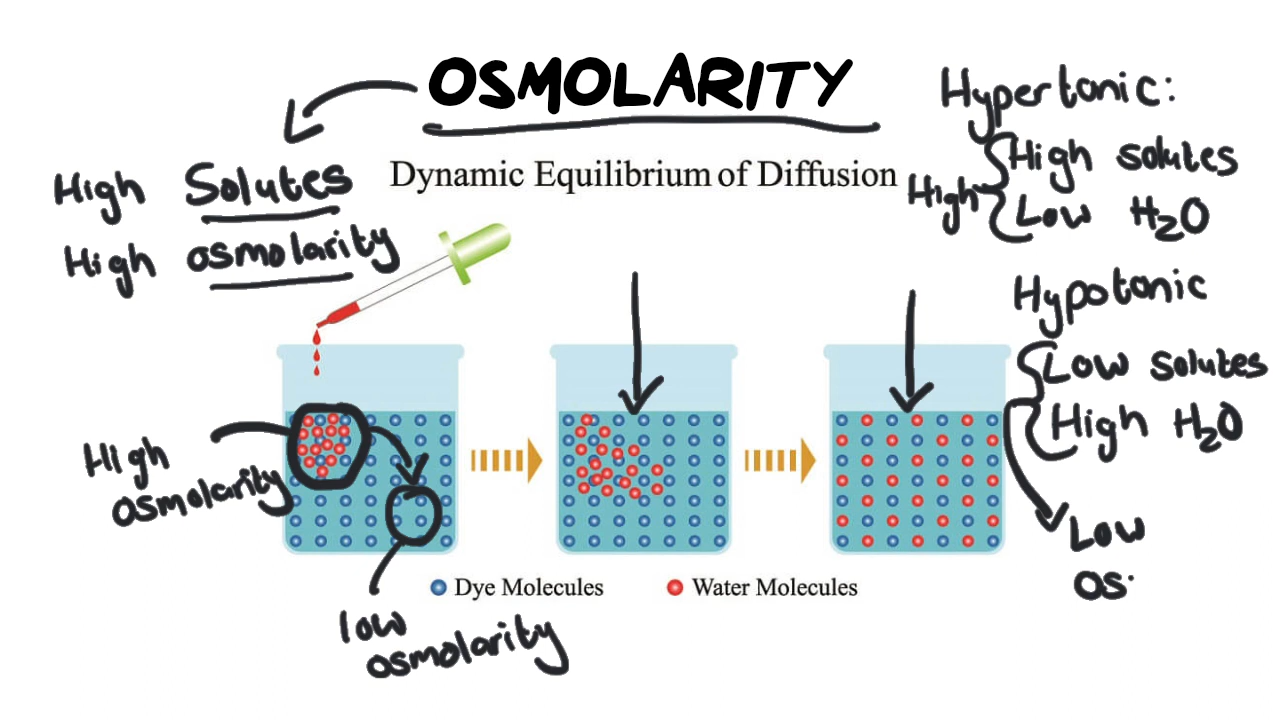 OSMOLARITY
High Solutes
High osmolarity
Dynamic Equilibrium of Diffusion
Hypertonic:
High
High solutes
Low H2O
Hypotonic
Low solutes
High H2O
Low
OS.
High
osmolarity
low
osmolarity
Dye Molecules
Water Molecules